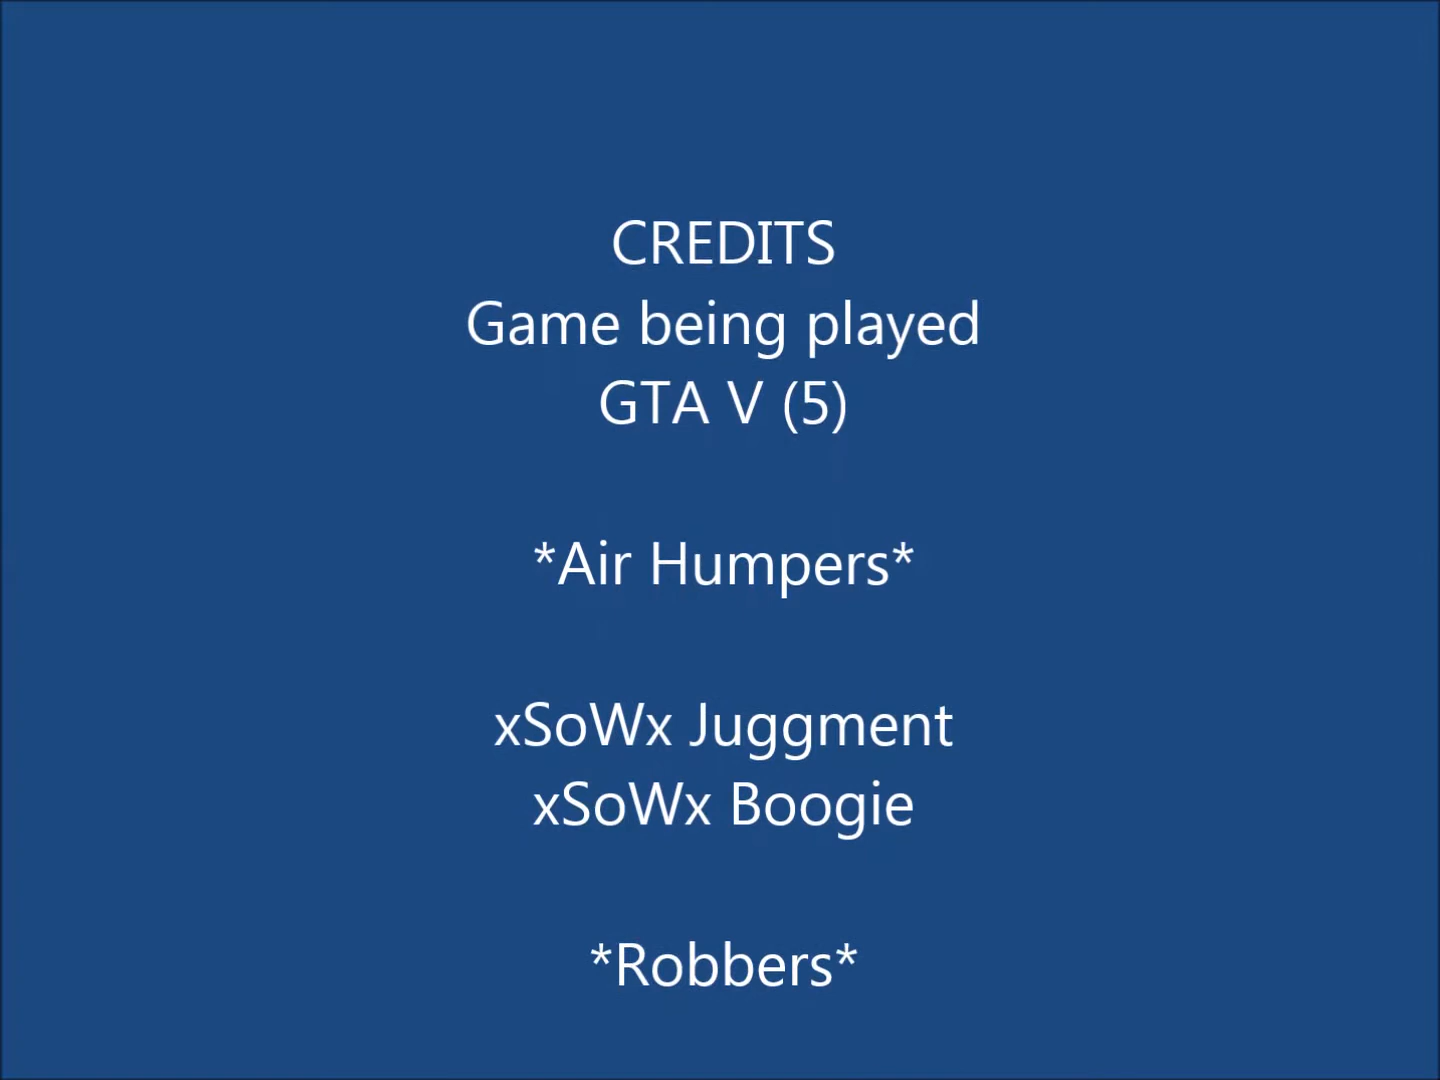 CREDITS
Game being played
GTA V (5)
*Air Humpers*
xSoWx Juggment
xSoWx Boogie
*Robbers*